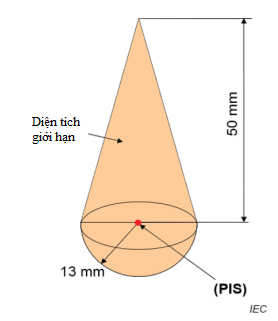 Diện tích
giới hạn
50 mm
13 mm
(PIS)
IEC